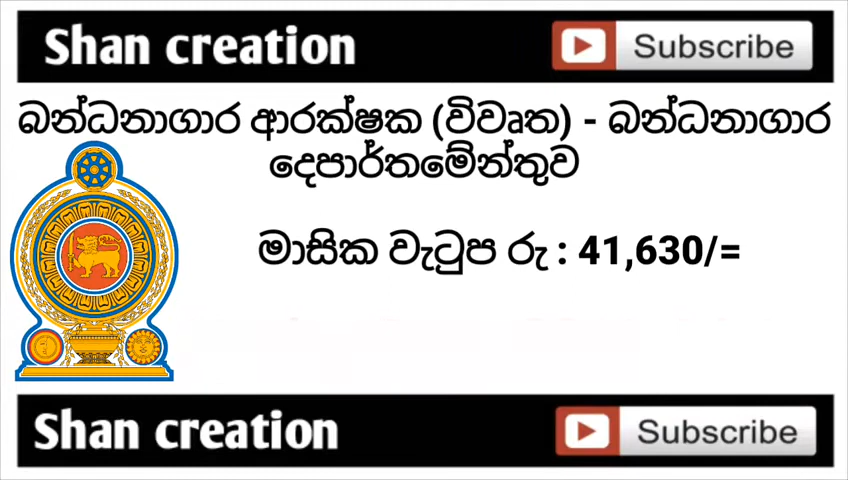 Shan creation
Subscribe
බන්ධනාගාර ආරක්ෂක (විවෘත) - බන්ධනාගාර
දෙපාර්තමේන්තුව
මාසික වැටුප රු : 41,630/=
Shan creation
Subscribe